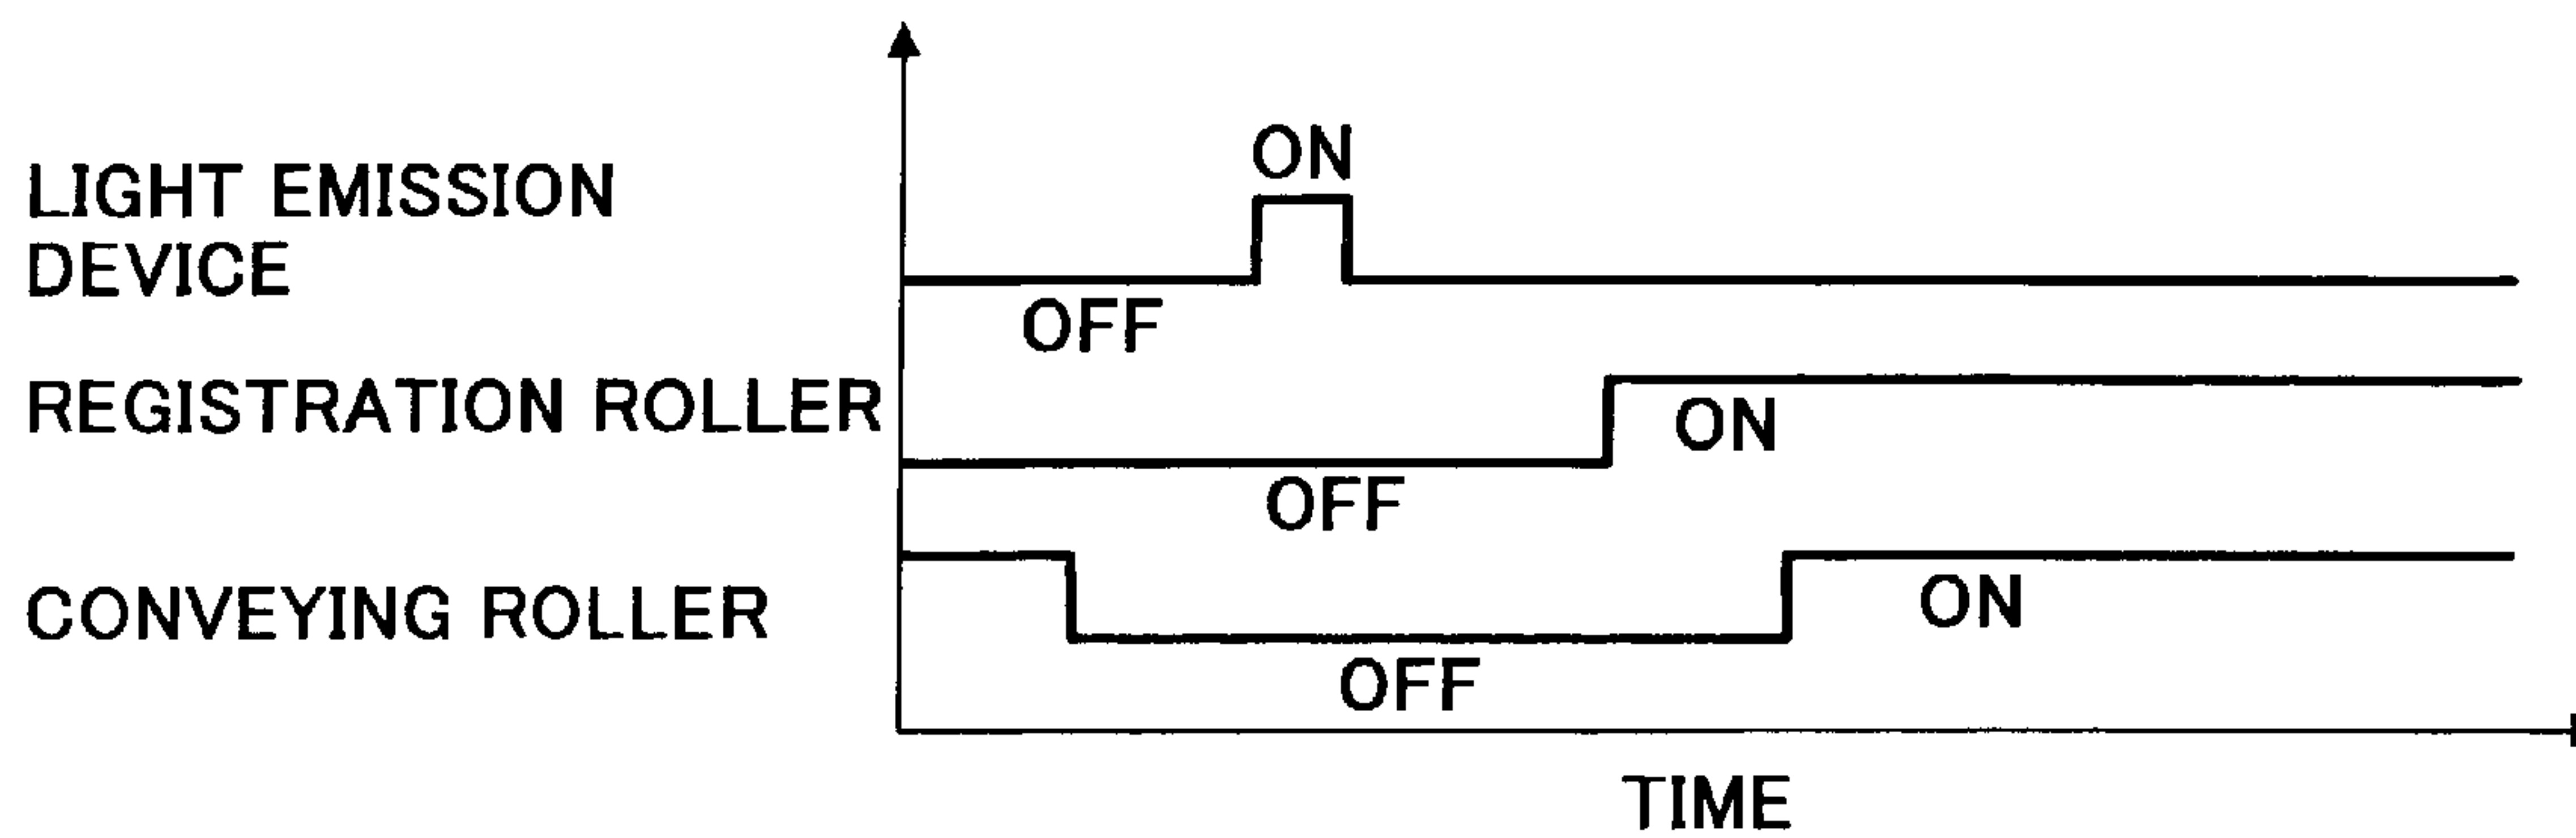 ON
LIGHT EMISSION
DEVICE
OFF
REGISTRATION ROLLER
ON
OFF
CONVEYING ROLLER
ON
OFF
TIME